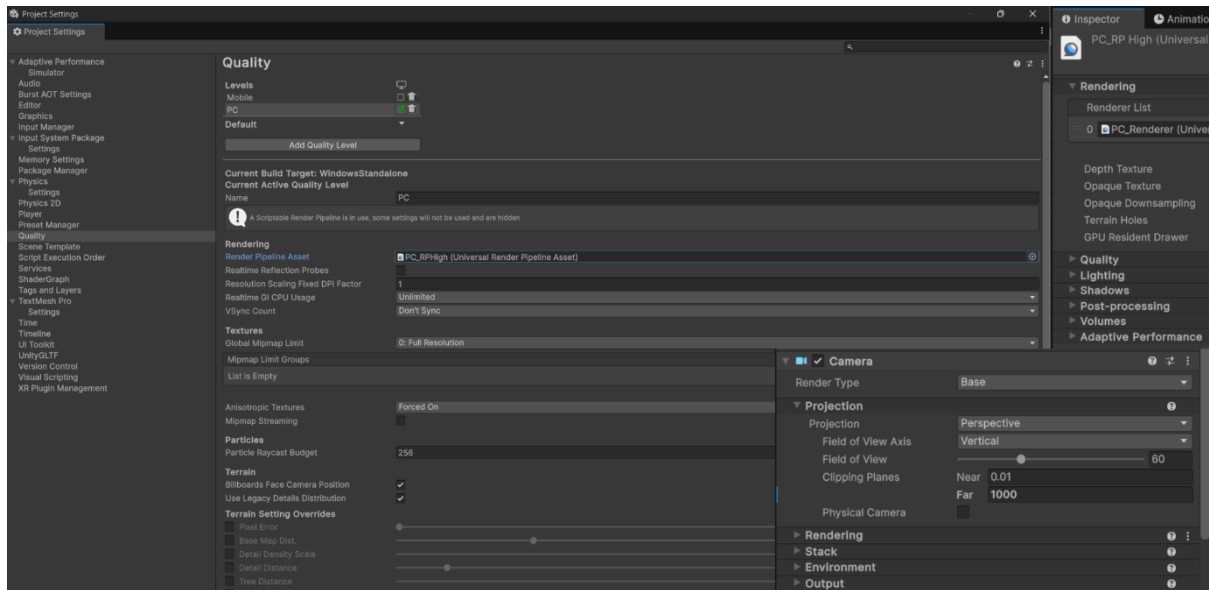 Project Settings
Project Settings
Adaptive Performance
Simulator
Audio
Burst AOT Settings
Editor
Graphics
Input Manager
Input System Package
Settings
Memory Settings
Package Manager
Physics
Settings
Physics 2D
Player
Preset Manager
Quality
Scene Template
Script Execution Order
Services
ShaderGraph
Tags and Layers
TextMesh Pro
Settings
Time
Timeline
UI Toolkit
UnityGLTF
Version Control
Visual Scripting
XR Plugin Management
Quality
Levels
Mobile
PC
Default
Add Quality Level
Current Build Target: WindowsStandalone
Current Active Quality Level
Name PC
A Scriptable Render Pipeline is in use, some settings will not be used and are hidden
Rendering
Render Pipeline Asset PC_RPHigh (Universal Render Pipeline Asset)
Realtime Reflection Probes
Resolution Scaling Fixed DPI Factor 1
Realtime GI CPU Usage Unlimited
VSync Count Don't Sync
Textures
Global Mipmap Limit 0: Full Resolution
Mipmap Limit Groups
List is Empty
Anisotropic Textures Forced On
Mipmap Streaming
Particles
Particle Raycast Budget 256
Terrain
Billboards Face Camera Position
Use Legacy Details Distribution
Terrain Setting Overrides
Pixel Error
Base Map Dist.
Detail Density Scale
Detail Distance
Tree Distance
Inspector Animatio
PC_RP High (Universal
Rendering
Renderer List
0 PC_Renderer (Univer
Depth Texture
Opaque Texture
Opaque Downsampling
Terrain Holes
GPU Resident Drawer
Quality
Lighting
Shadows
Post-processing
Volumes
Adaptive Performance
Camera
Render Type Base
Projection
Projection Perspective
Field of View Axis Vertical
Field of View 60
Clipping Planes Near 0.01
Far 1000
Physical Camera
Rendering
Stack
Environment
Output